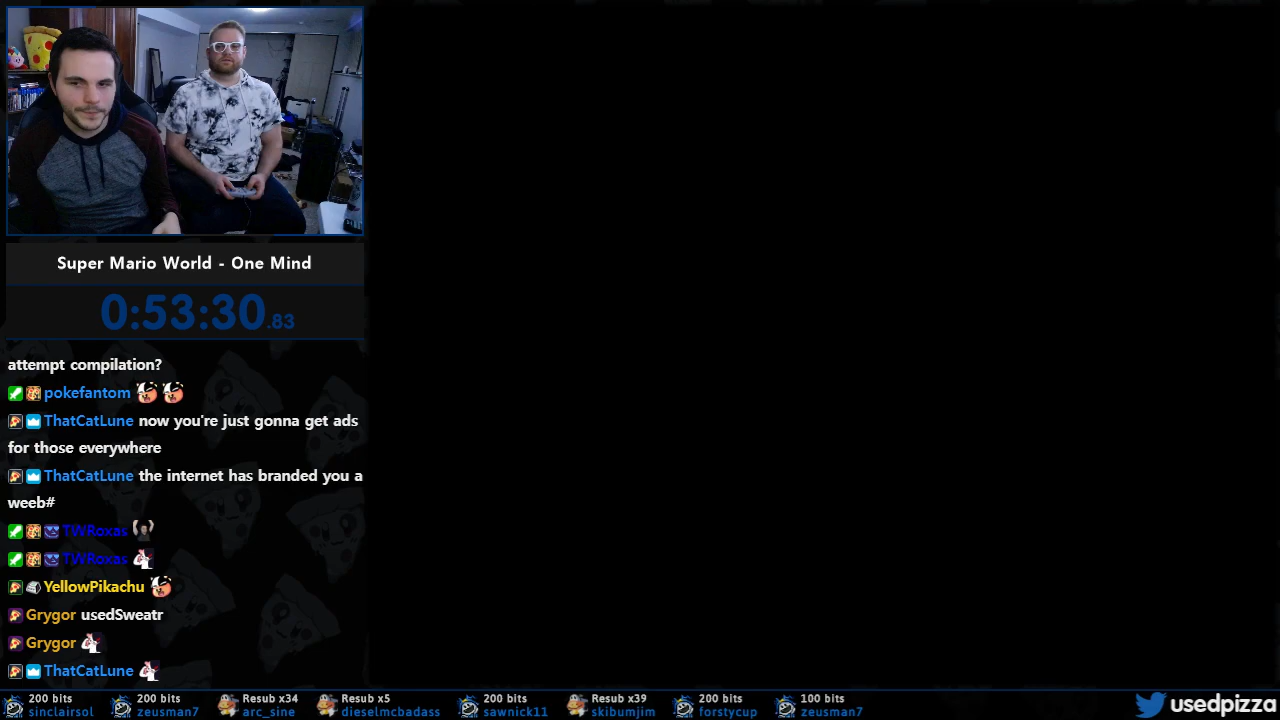 Super Mario World - One Mind
0:53:30.83
attempt compilation?
pokefantom
ThatCatLune now you're just gonna get ads
for those everywhere
ThatCatLune the internet has branded you a
weeb#
TWRoxas
TWRoxas
YellowPikachu
Grygor usedSweatr
Grygor
ThatCatLune
200 bits
sinclairsol
200 bits
zeusman7
Resub x34
arc_sine
Resub x5
dieselmcbadass
200 bits
sawnick11
Resub x39
skibumjim
200 bits
forstycup
100 bits
zeusman7
usedpizza